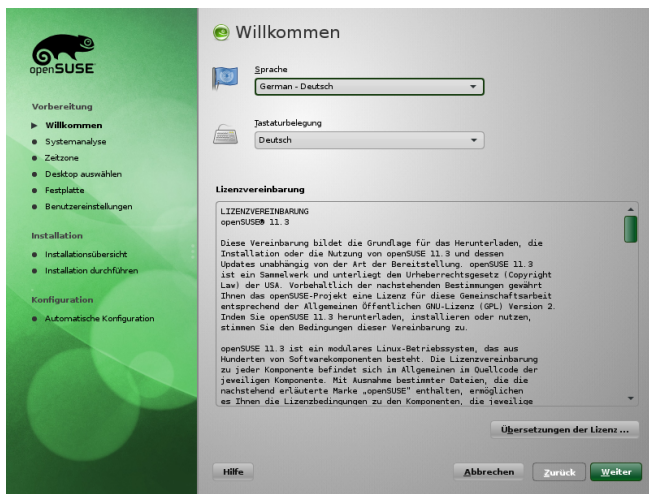 openSUSE
Vorbereitung
Willkommen
Systemanalyse
Zeitzone
Desktop auswählen
Festplatte
Benutzereinstellungen
Installation
Installationsübersicht
Installation durchführen
Konfiguration
Automatische Konfiguration
Willkommen
Sprache
German - Deutsch
Tastaturbelegung
Deutsch
Lizenzvereinbarung
LIZENZVEREINBARUNG
openSUSE® 11.3
Diese Vereinbarung bildet die Grundlage für das Herunterladen, die
Installation oder die Nutzung von openSUSE 11.3 und dessen
Updates unabhängig von der Art der Bereitstellung. openSUSE 11.3
ist ein Sammelwerk und unterliegt dem Urheberrechtsgesetz (Copyright
Law) der USA. Vorbehaltlich der nachstehenden Bestimmungen gewährt
Ihnen das openSUSE-Projekt eine Lizenz für diese Gemeinschaftsarbeit
entsprechend der Allgemeinen Öffentlichen GNU-Lizenz (GPL) Version 2.
Indem Sie openSUSE 11.3 herunterladen, installieren oder nutzen,
stimmen Sie den Bedingungen dieser Vereinbarung zu.
openSUSE 11.3 ist ein modulares Linux-Betriebssystem, das aus
Hunderten von Softwarekomponenten besteht. Die Lizenzvereinbarung
zu jeder Komponente befindet sich im Allgemeinen im Quellcode der
jeweiligen Komponente. Mit Ausnahme bestimmter Dateien, die die
nachstehend erläuterte Marke „openSUSE" enthalten, ermöglichen
es Ihnen die Lizenzbedingungen zu den Komponenten, die jeweilige
Übersetzungen der Lizenz ...
Hilfe
Abbrechen
Zurück
Weiter